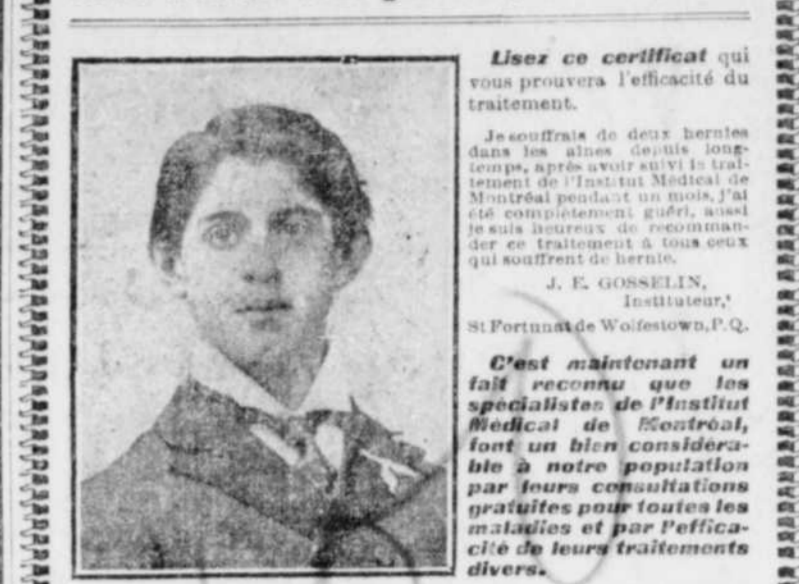 Lisez ce certificat qui
vous prouvera l'efficacité du
traitement.
Je souffrais de deux hernies
dans les aînes depuis long-
temps, après avoir suivi le trai-
tement de l'Institut Médical de
Montréal pendant un mois, j'ai
été complètement guéri, aussi
je suis heureux de recomman-
der ce traitement à tous ceux
qui souffrent de hernie.
J. E. GOSSELIN,
Instituteur,
St Fortunat de Wolfestown, P.Q.
C'est maintenant un
fait reconnu que les
spécialistes de l'Institut
Médical de Montréal,
font un bien considéra-
ble à notre population
par leurs consultations
gratuites pour toutes les
maladies et par l'effica-
cité de leurs traitements
divers.